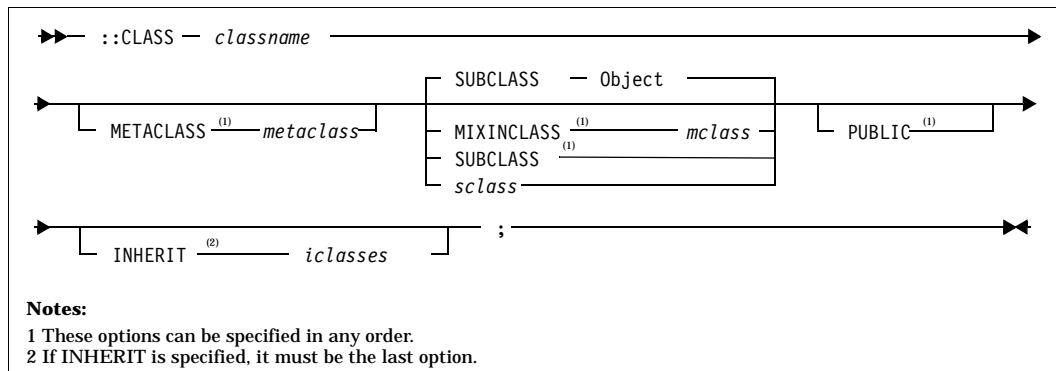 ::CLASS classname
SUBCLASS Object
METACLASS (1) metaclass
MIXINCLASS (1) mclass
PUBLIC (1)
SUBCLASS (1)
sclass
INHERIT (2) iclasses
;
Notes:
1 These options can be specified in any order.
2 If INHERIT is specified, it must be the last option.